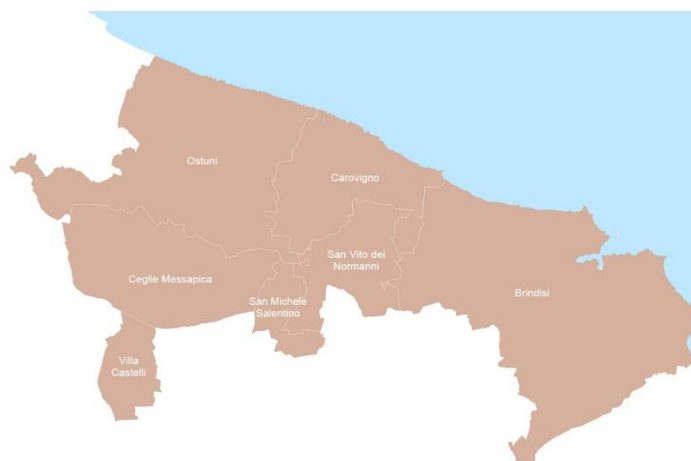 Ostuni
Carovigno
San Vito dei
Normanni
Ceglie Messapica
San Michele
Salentino
Brindisi
Villa
Castelli